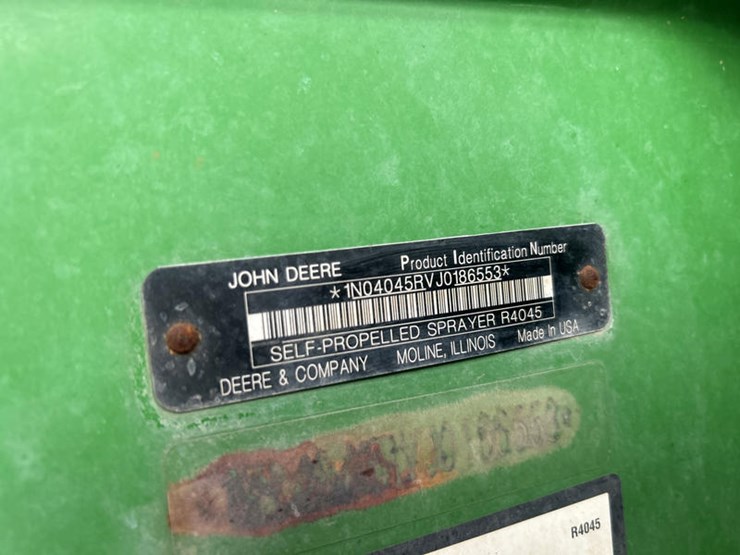 JOHN DEERE Product Identification Number
*1N04045RVJ0186553*
SELF-PROPELLED SPRAYER R4045
DEERE & COMPANY MOLINE, ILLINOIS Made In USA
R4045